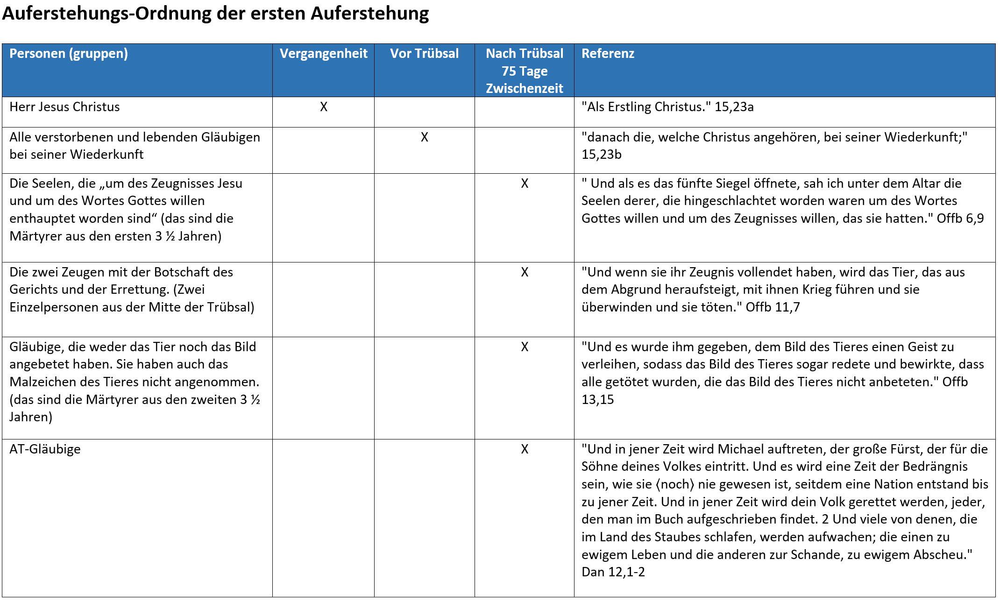 Auferstehungs-Ordnung der ersten Auferstehung
Personen (gruppen)
Vergangenheit
Vor Trübsal
Nach Trübsal
75 Tage
Zwischenzeit
Referenz
Herr Jesus Christus
X
"Als Erstling Christus." 15,23a
Alle verstorbenen und lebenden Gläubigen
bei seiner Wiederkunft
X
"danach die, welche Christus angehören, bei seiner Wiederkunft;"
15,23b
Die Seelen, die „um des Zeugnisses Jesu
und um des Wortes Gottes willen
enthauptet worden sind“ (das sind die
Märtyrer aus den ersten 3 ½ Jahren)
X
" Und als es das fünfte Siegel öffnete, sah ich unter dem Altar die
Seelen derer, die hingeschlachtet worden waren um des Wortes
Gottes willen und um des Zeugnisses willen, das sie hatten." Offb 6,9
Die zwei Zeugen mit der Botschaft des
Gerichts und der Errettung. (Zwei
Einzelpersonen aus der Mitte der Trübsal)
X
"Und wenn sie ihr Zeugnis vollendet haben, wird das Tier, das aus
dem Abgrund heraufsteigt, mit ihnen Krieg führen und sie
überwinden und sie töten." Offb 11,7
Gläubige, die weder das Tier noch das Bild
angebetet haben. Sie haben auch das
Malzeichen des Tieres nicht angenommen.
(das sind die Märtyrer aus den zweiten 3 ½
Jahren)
X
"Und es wurde ihm gegeben, dem Bild des Tieres einen Geist zu
verleihen, sodass das Bild des Tieres sogar redete und bewirkte, dass
alle getötet wurden, die das Bild des Tieres nicht anbeteten." Offb
13,15
AT-Gläubige
X
"Und in jener Zeit wird Michael auftreten, der große Fürst, der für die
Söhne deines Volkes eintritt. Und es wird eine Zeit der Bedrängnis
sein, wie sie ⟨noch⟩ nie gewesen ist, seitdem eine Nation entstand bis
zu jener Zeit. Und in jener Zeit wird dein Volk gerettet werden, jeder,
den man im Buch aufgeschrieben findet. 2 Und viele von denen, die
im Land des Staubes schlafen, werden aufwachen; die einen zu
ewigem Leben und die anderen zur Schande, zu ewigem Abscheu."
Dan 12,1-2